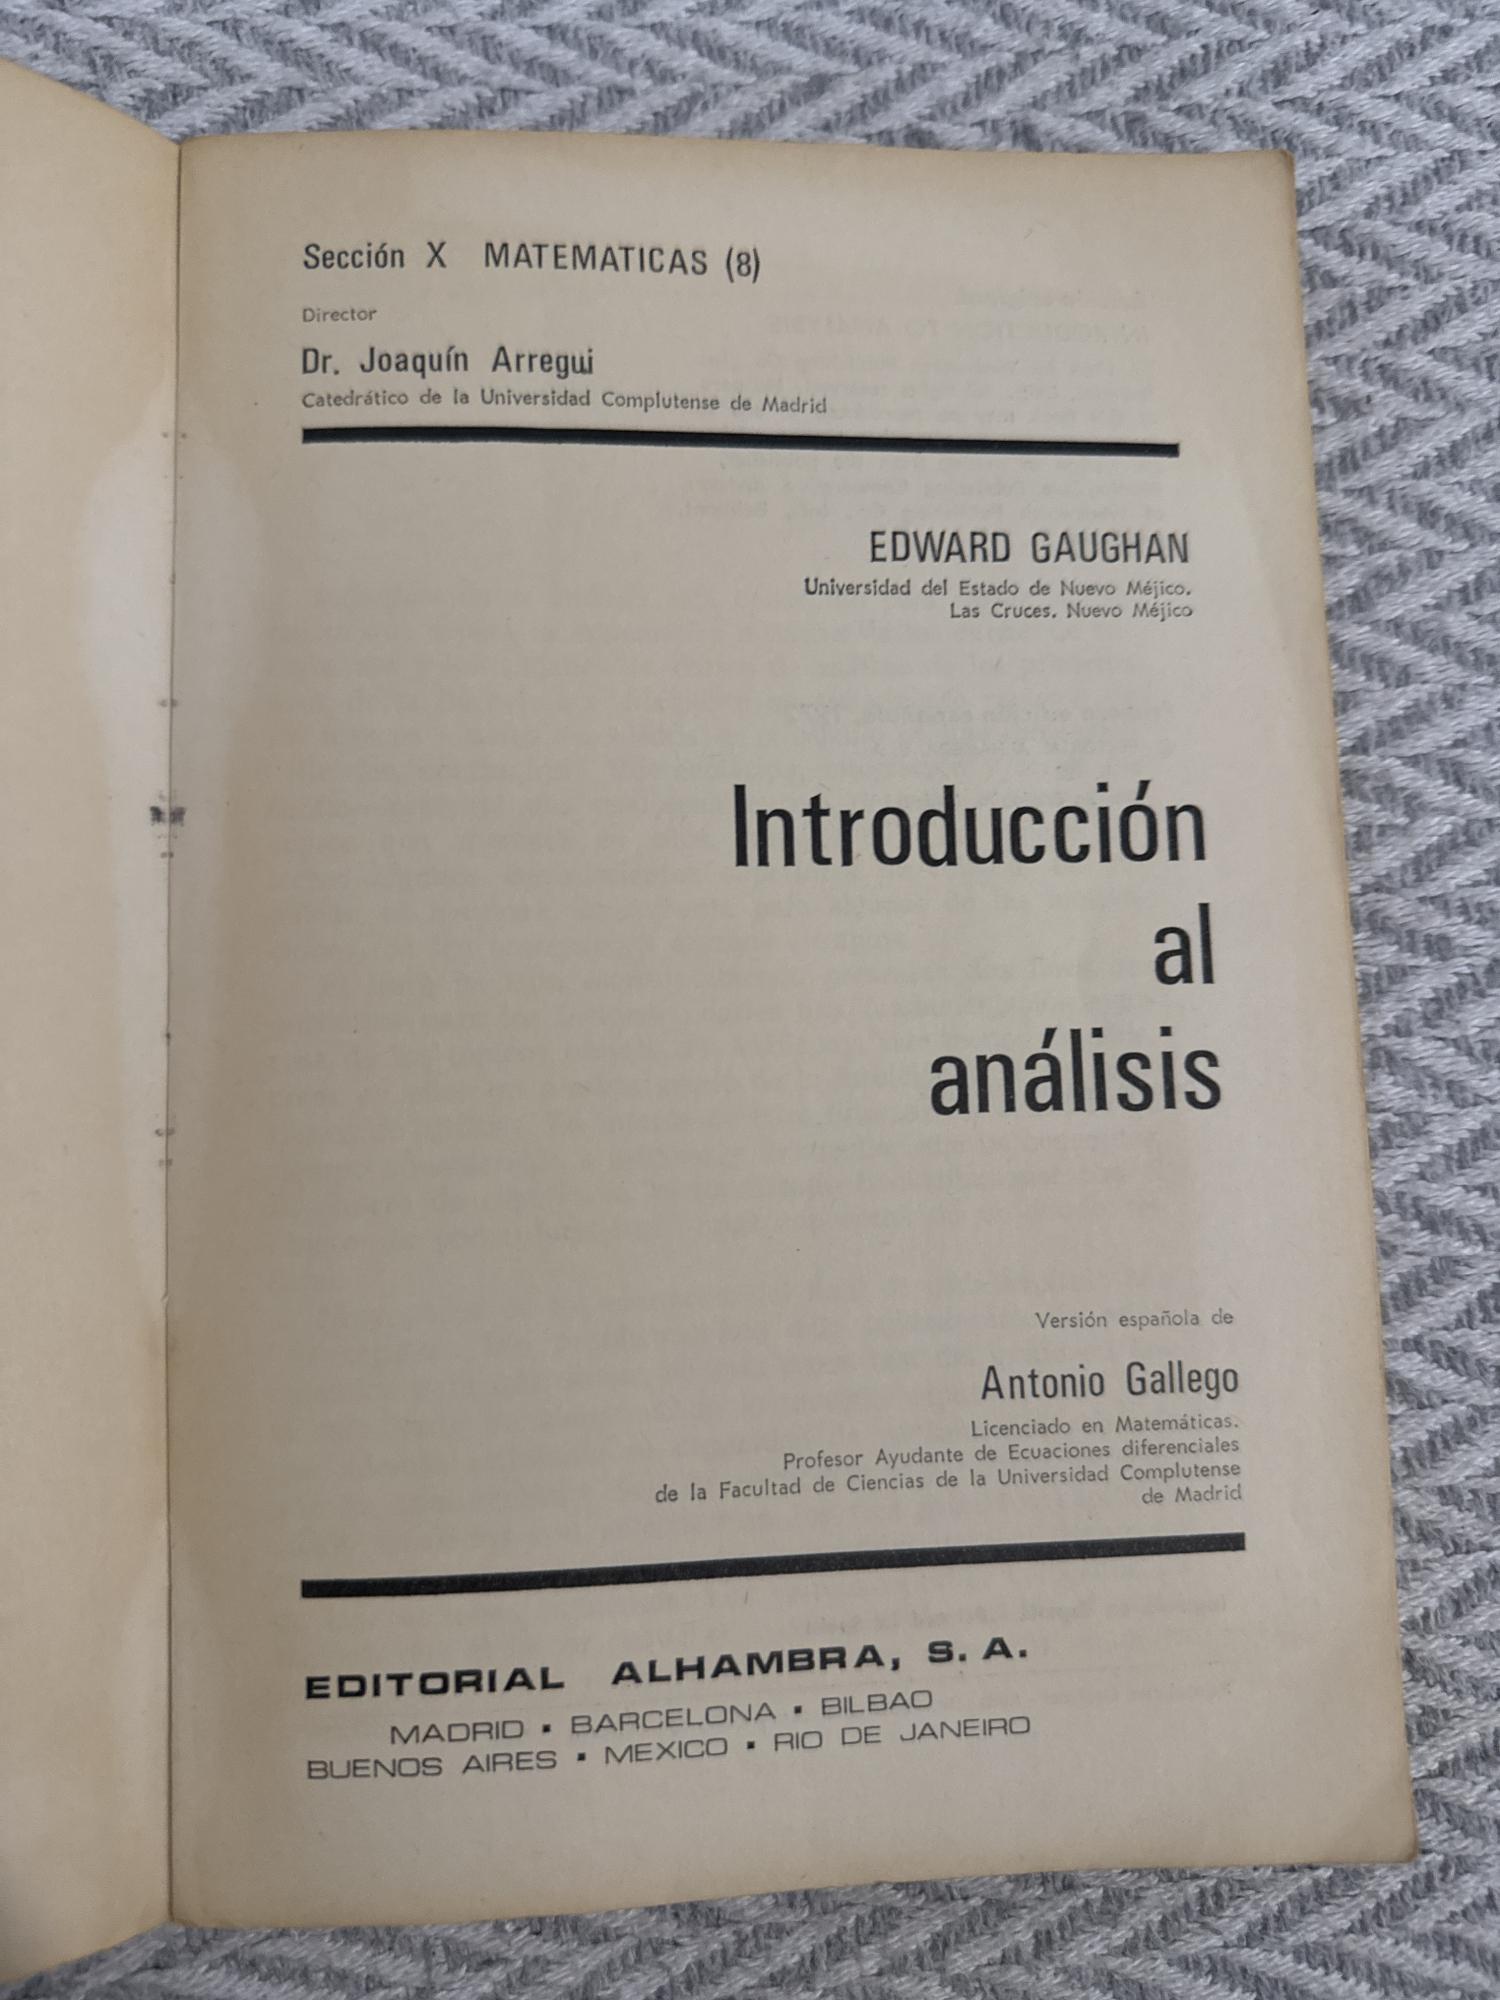 Sección X MATEMATICAS (8)
Director
Dr. Joaquín Arregui
Catedrático de la Universidad Complutense de Madrid
EDWARD GAUGHAN
Universidad del Estado de Nuevo Méjico.
Las Cruces. Nuevo Méjico
Introducción
al
análisis
Versión española de
Antonio Gallego
Licenciado en Matemáticas.
Profesor Ayudante de Ecuaciones diferenciales
de la Facultad de Ciencias de la Universidad Complutense
de Madrid
EDITORIAL ALHAMBRA, S. A.
MADRID ▪ BARCELONA ▪ BILBAO
BUENOS AIRES ▪ MEXICO ▪ RIO DE JANEIRO